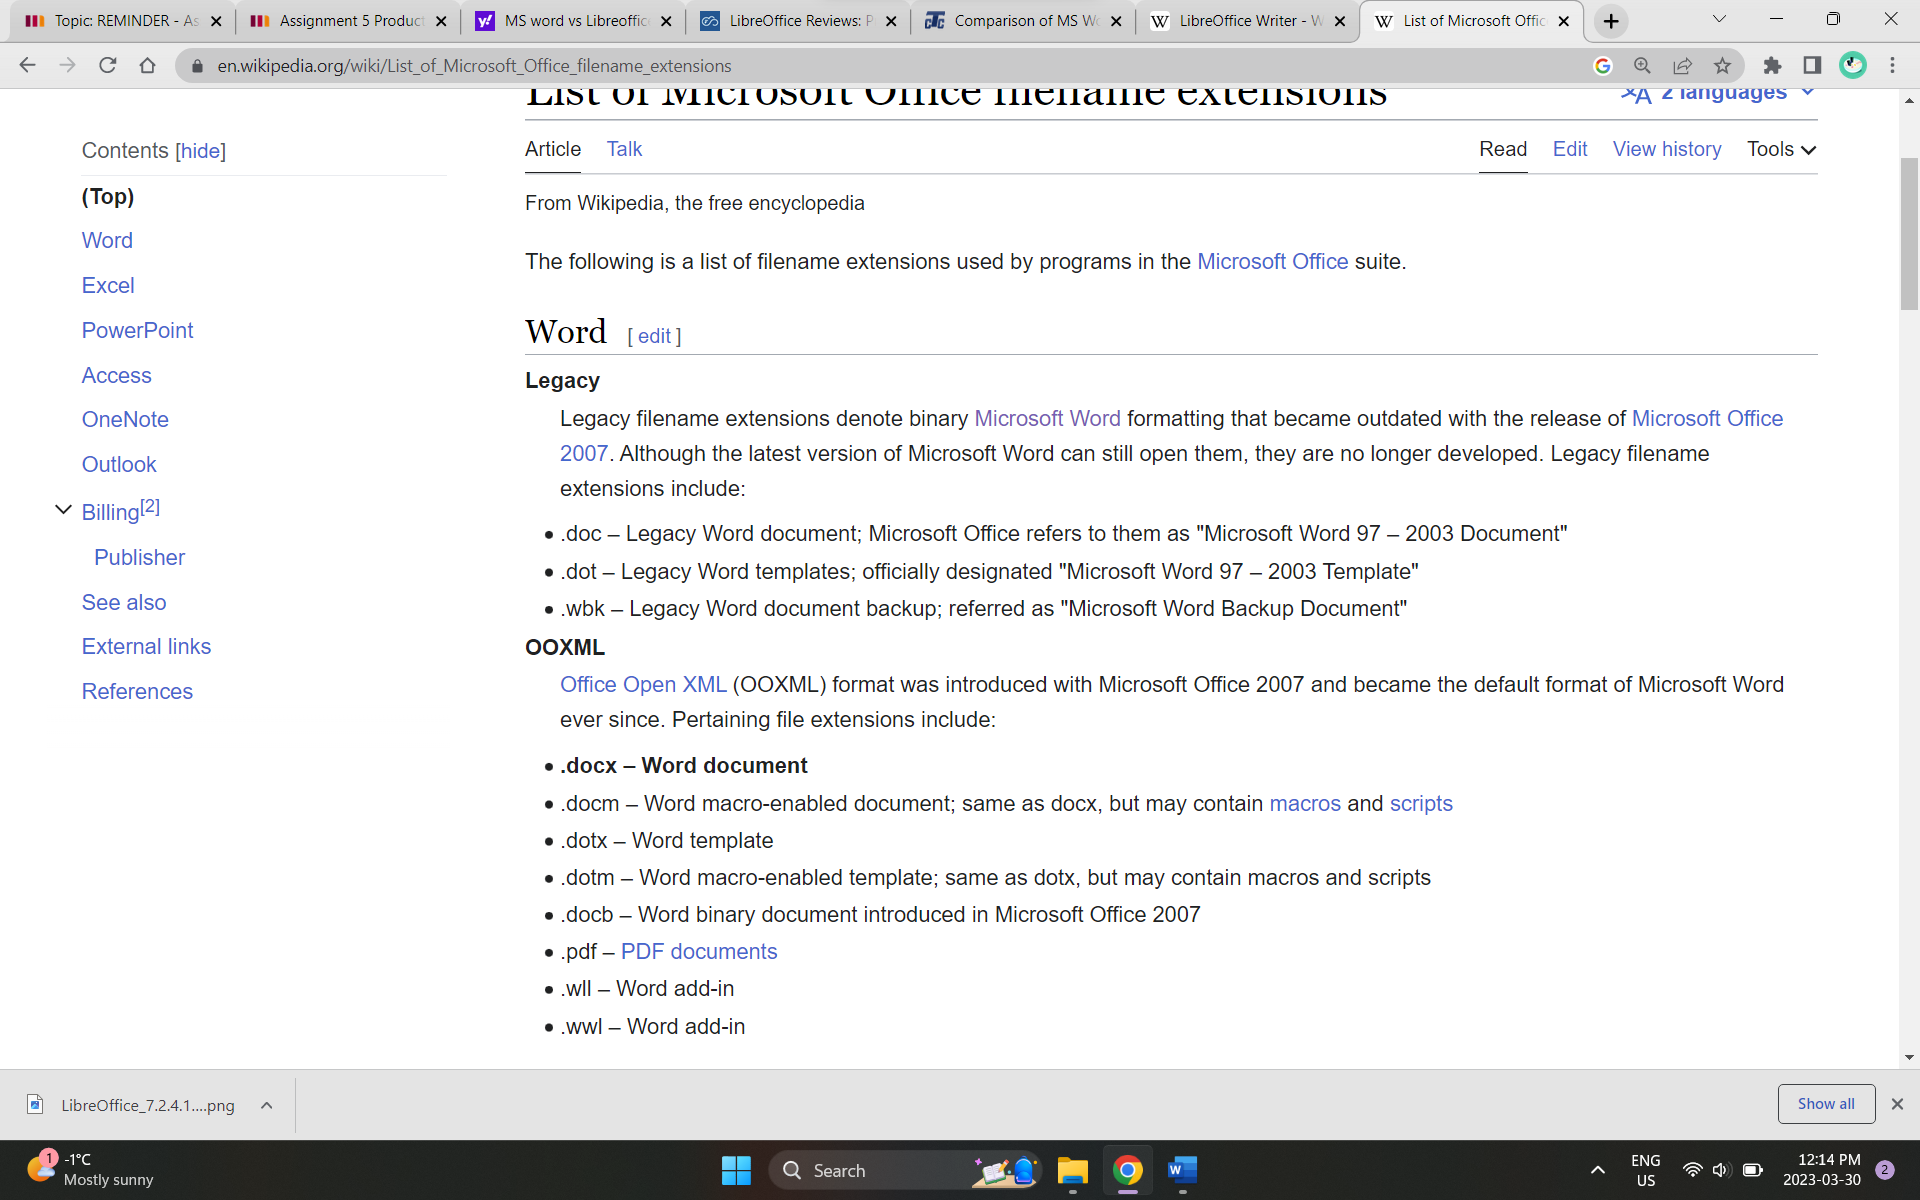 Topic: REMINDER - As
Assignment 5 Product
MS word vs Libreoffic
LibreOffice Reviews: P
Comparison of MS Wo
LibreOffice Writer - W
List of Microsoft Offic
en.wikipedia.org/wiki/List_of_Microsoft_Office_filename_extensions
List of Microsoft Office filename extensions
2 languages
Contents [hide]
(Top)
Word
Excel
PowerPoint
Access
OneNote
Outlook
Billing[2]
Publisher
See also
External links
References
Article Talk
Read Edit View history Tools
From Wikipedia, the free encyclopedia
The following is a list of filename extensions used by programs in the Microsoft Office suite.
Word [ edit ]
Legacy
Legacy filename extensions denote binary Microsoft Word formatting that became outdated with the release of Microsoft Office
2007. Although the latest version of Microsoft Word can still open them, they are no longer developed. Legacy filename
extensions include:
• .doc – Legacy Word document; Microsoft Office refers to them as "Microsoft Word 97 – 2003 Document"
• .dot – Legacy Word templates; officially designated "Microsoft Word 97 – 2003 Template"
• .wbk – Legacy Word document backup; referred as "Microsoft Word Backup Document"
OOXML
Office Open XML (OOXML) format was introduced with Microsoft Office 2007 and became the default format of Microsoft Word
ever since. Pertaining file extensions include:
• .docx – Word document
• .docm – Word macro-enabled document; same as docx, but may contain macros and scripts
• .dotx – Word template
• .dotm – Word macro-enabled template; same as dotx, but may contain macros and scripts
• .docb – Word binary document introduced in Microsoft Office 2007
• .pdf – PDF documents
• .wll – Word add-in
• .wwl – Word add-in
LibreOffice_7.2.4.1....png
Show all
1
-1°C
Mostly sunny
Search
ENG
US
12:14 PM
2023-03-30
2